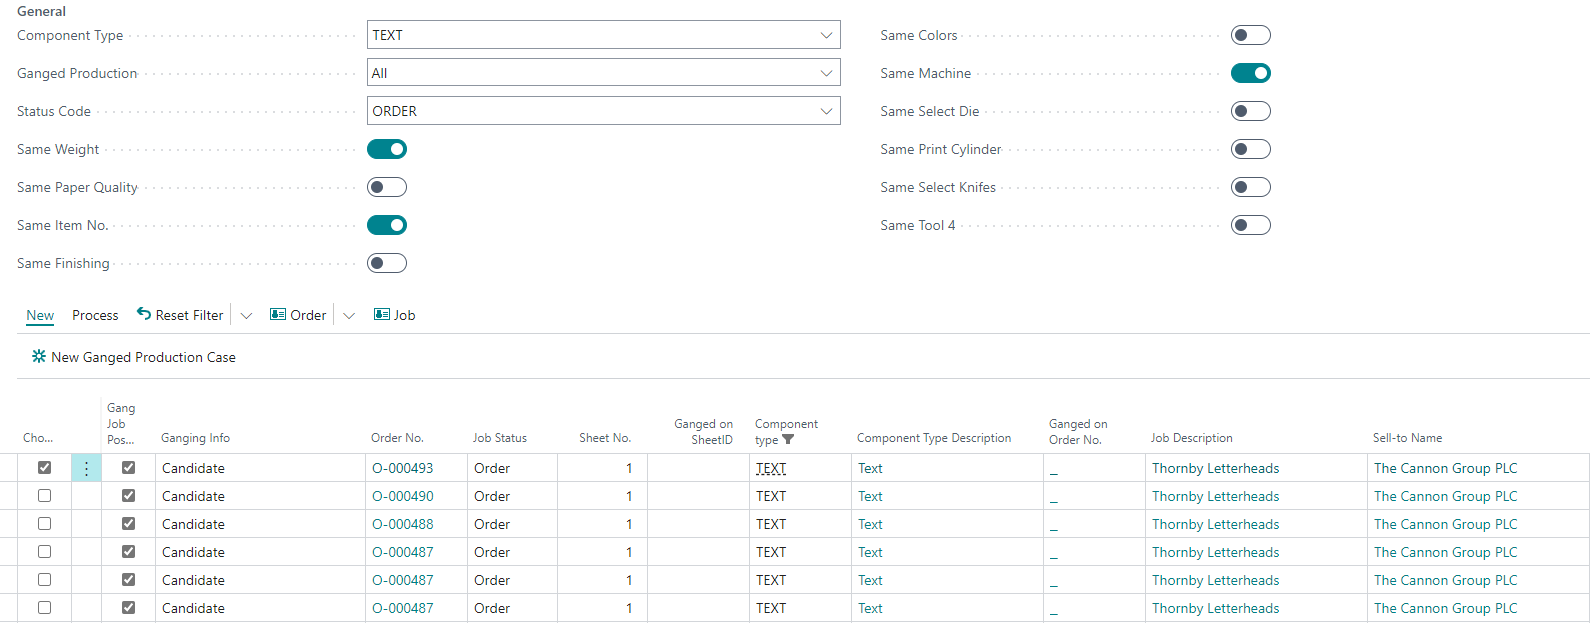 General
Component Type
TEXT
Ganged Production
All
Status Code
ORDER
Same Weight
Same Paper Quality
Same Item No.
Same Finishing
Same Colors
Same Machine
Same Select Die
Same Print Cylinder
Same Select Knifes
Same Tool 4
New Process Reset Filter Order Job
New Ganged Production Case
Cho... Gang Job Pos... Ganging Info Order No. Job Status Sheet No. Ganged on SheetID Component type Component Type Description Ganged on Order No. Job Description Sell-to Name
Candidate O-000493 Order 1 TEXT Text _ Thornby Letterheads The Cannon Group PLC
Candidate O-000490 Order 1 TEXT Text _ Thornby Letterheads The Cannon Group PLC
Candidate O-000488 Order 1 TEXT Text _ Thornby Letterheads The Cannon Group PLC
Candidate O-000487 Order 1 TEXT Text _ Thornby Letterheads The Cannon Group PLC
Candidate O-000487 Order 1 TEXT Text _ Thornby Letterheads The Cannon Group PLC
Candidate O-000487 Order 1 TEXT Text _ Thornby Letterheads The Cannon Group PLC